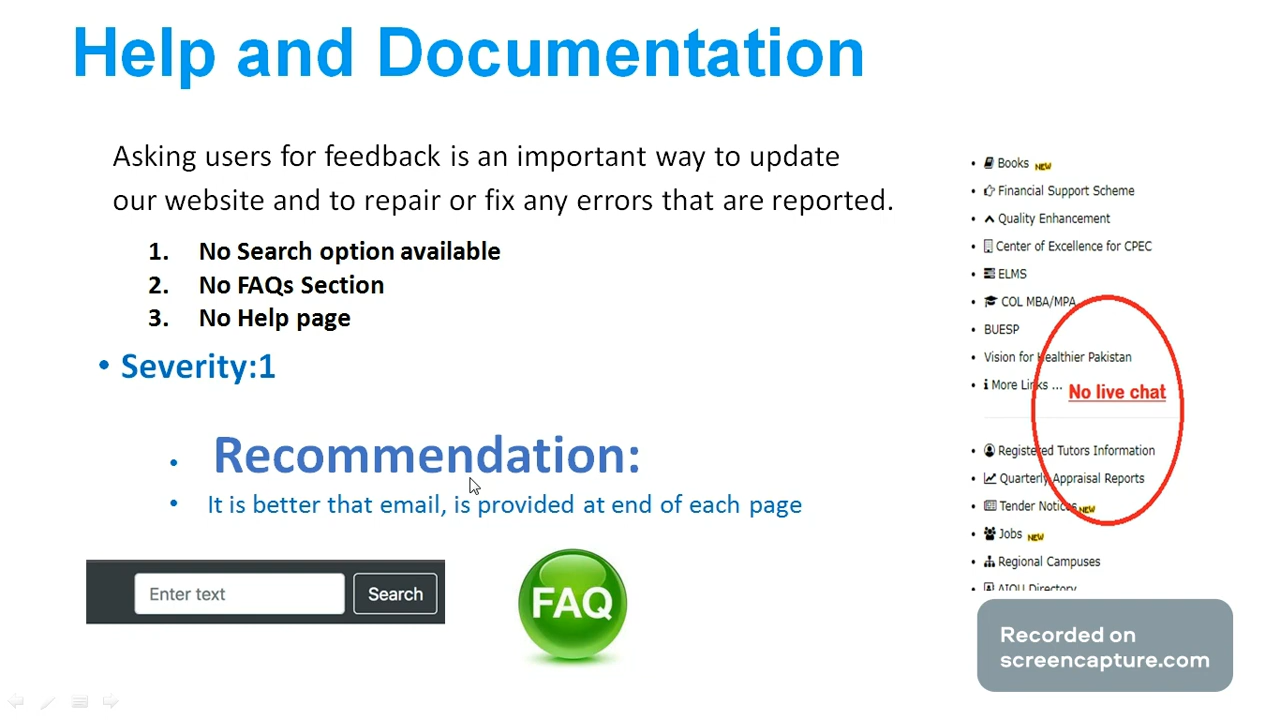 Help and Documentation
Asking users for feedback is an important way to update
our website and to repair or fix any errors that are reported.
1. No Search option available
2. No FAQs Section
3. No Help page
• Severity:1
• Recommendation:
• It is better that email, is provided at end of each page
Enter text Search
FAQ
• Books NEW
• Financial Support Scheme
• Quality Enhancement
• Center of Excellence for CPEC
• ELMS
• COL MBA/MPA
• BUESP
Vision for Healthier Pakistan
• More Links ...
No live chat
• Registered Tutors Information
• Quarterly Appraisal Reports
• Tender Notices NEW
• Jobs NEW
• Regional Campuses
• AIOU Directory
Recorded on
screencapture.com